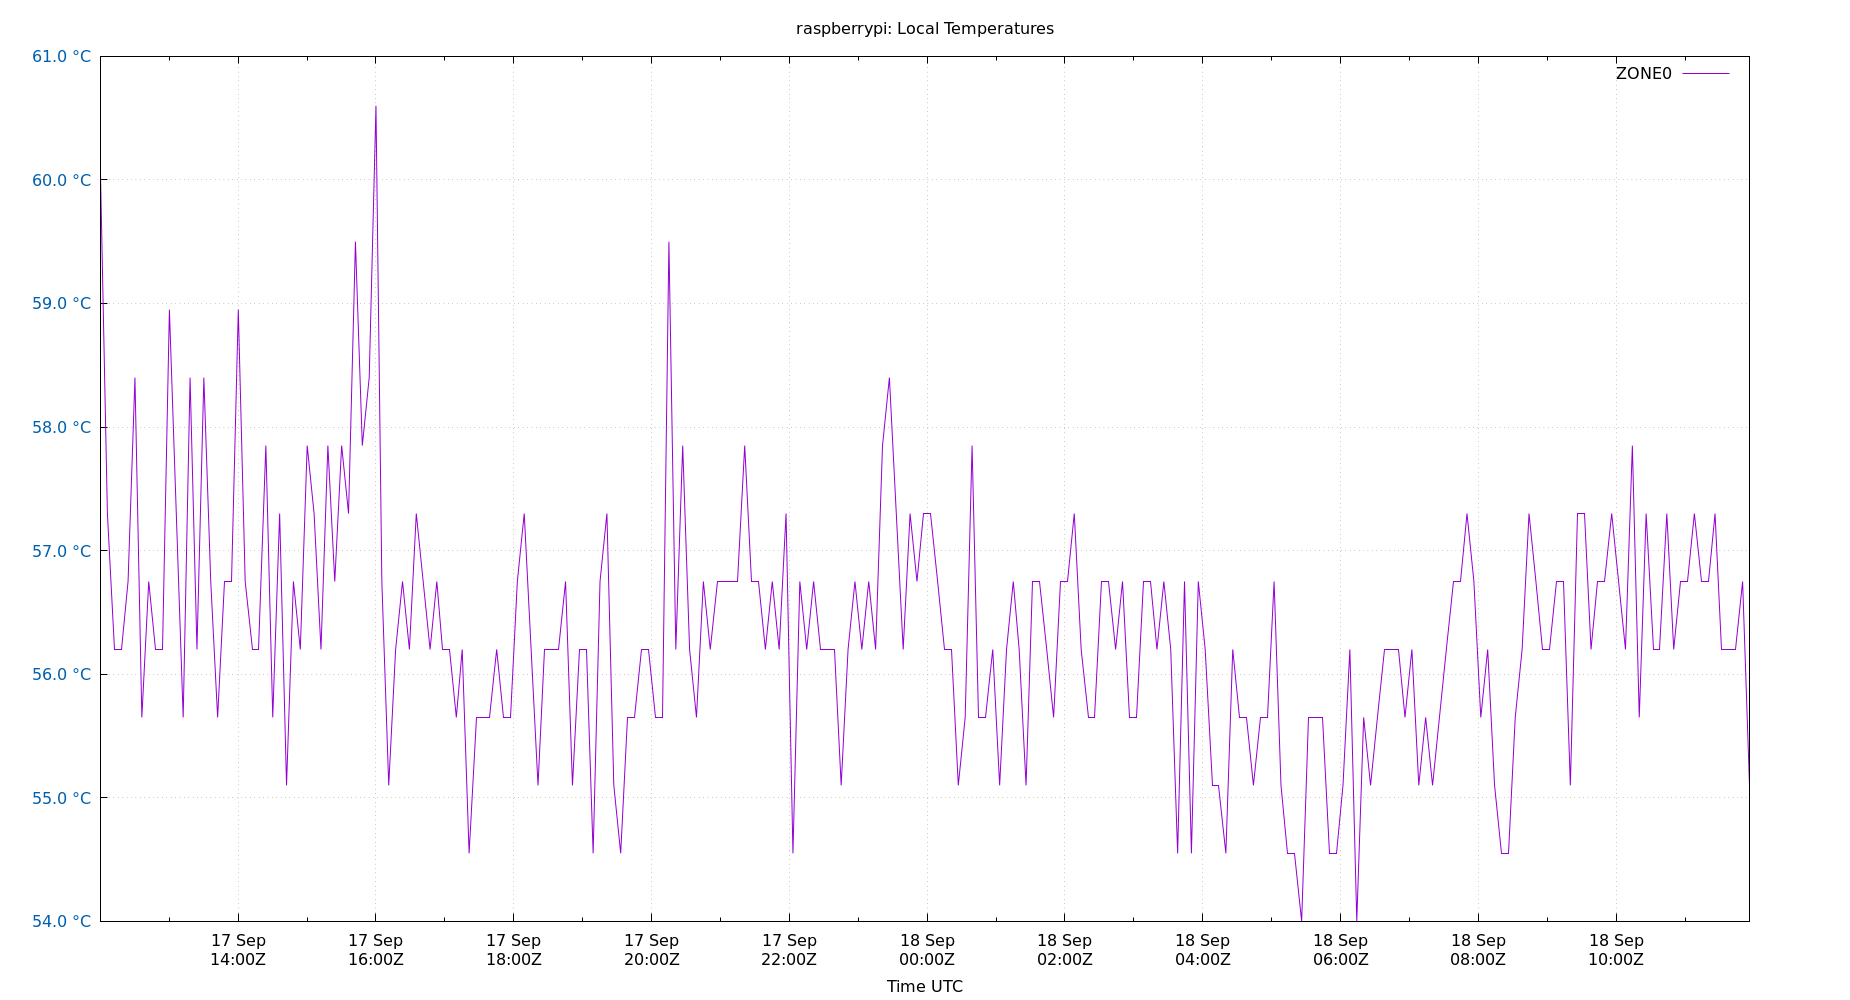 raspberrypi: Local Temperatures
61.0 °C
ZONE0
60.0 °C
59.0 °C
58.0 °C
57.0 °C
56.0 °C
55.0 °C
54.0 °C
17 Sep 17 Sep 17 Sep 17 Sep 17 Sep 18 Sep 18 Sep 18 Sep 18 Sep 18 Sep 18 Sep
14:00Z 16:00Z 18:00Z 20:00Z 22:00Z 00:00Z 02:00Z 04:00Z 06:00Z 08:00Z 10:00Z
Time UTC